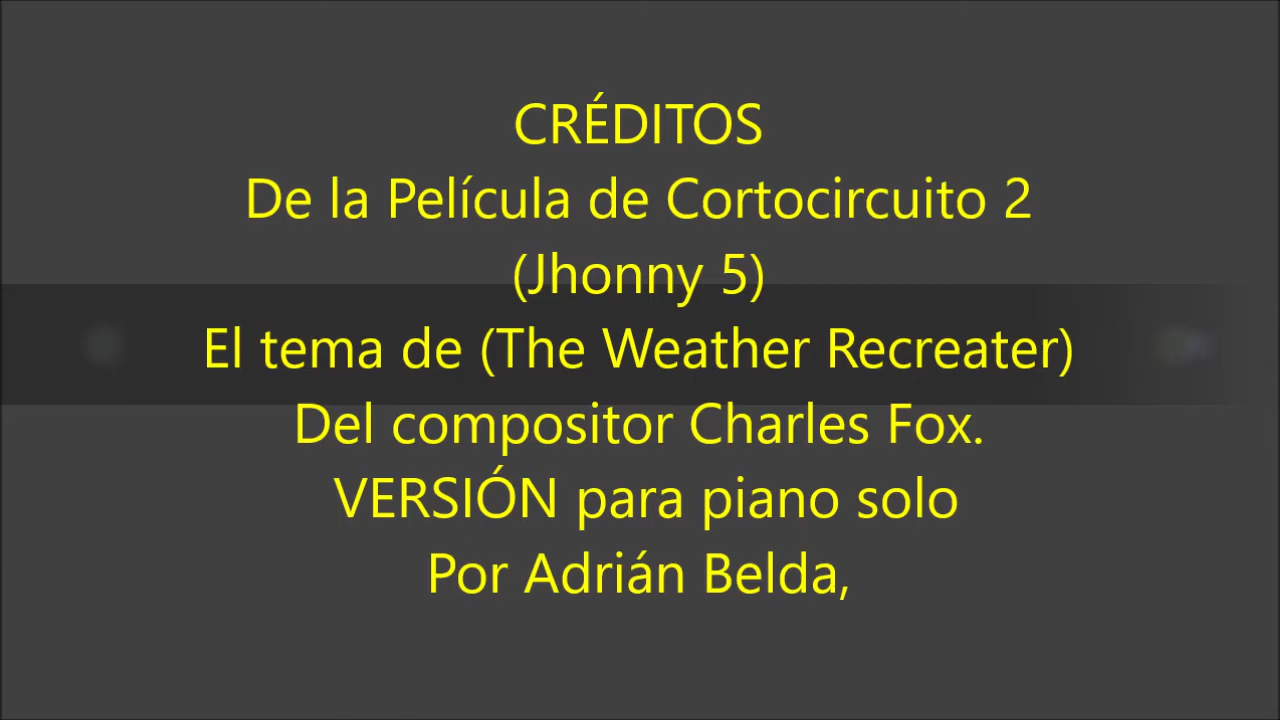 CRÉDITOS
De la Película de Cortocircuito 2
(Jhonny 5)
El tema de (The Weather Recreater)
Del compositor Charles Fox.
VERSIÓN para piano solo
Por Adrián Belda,